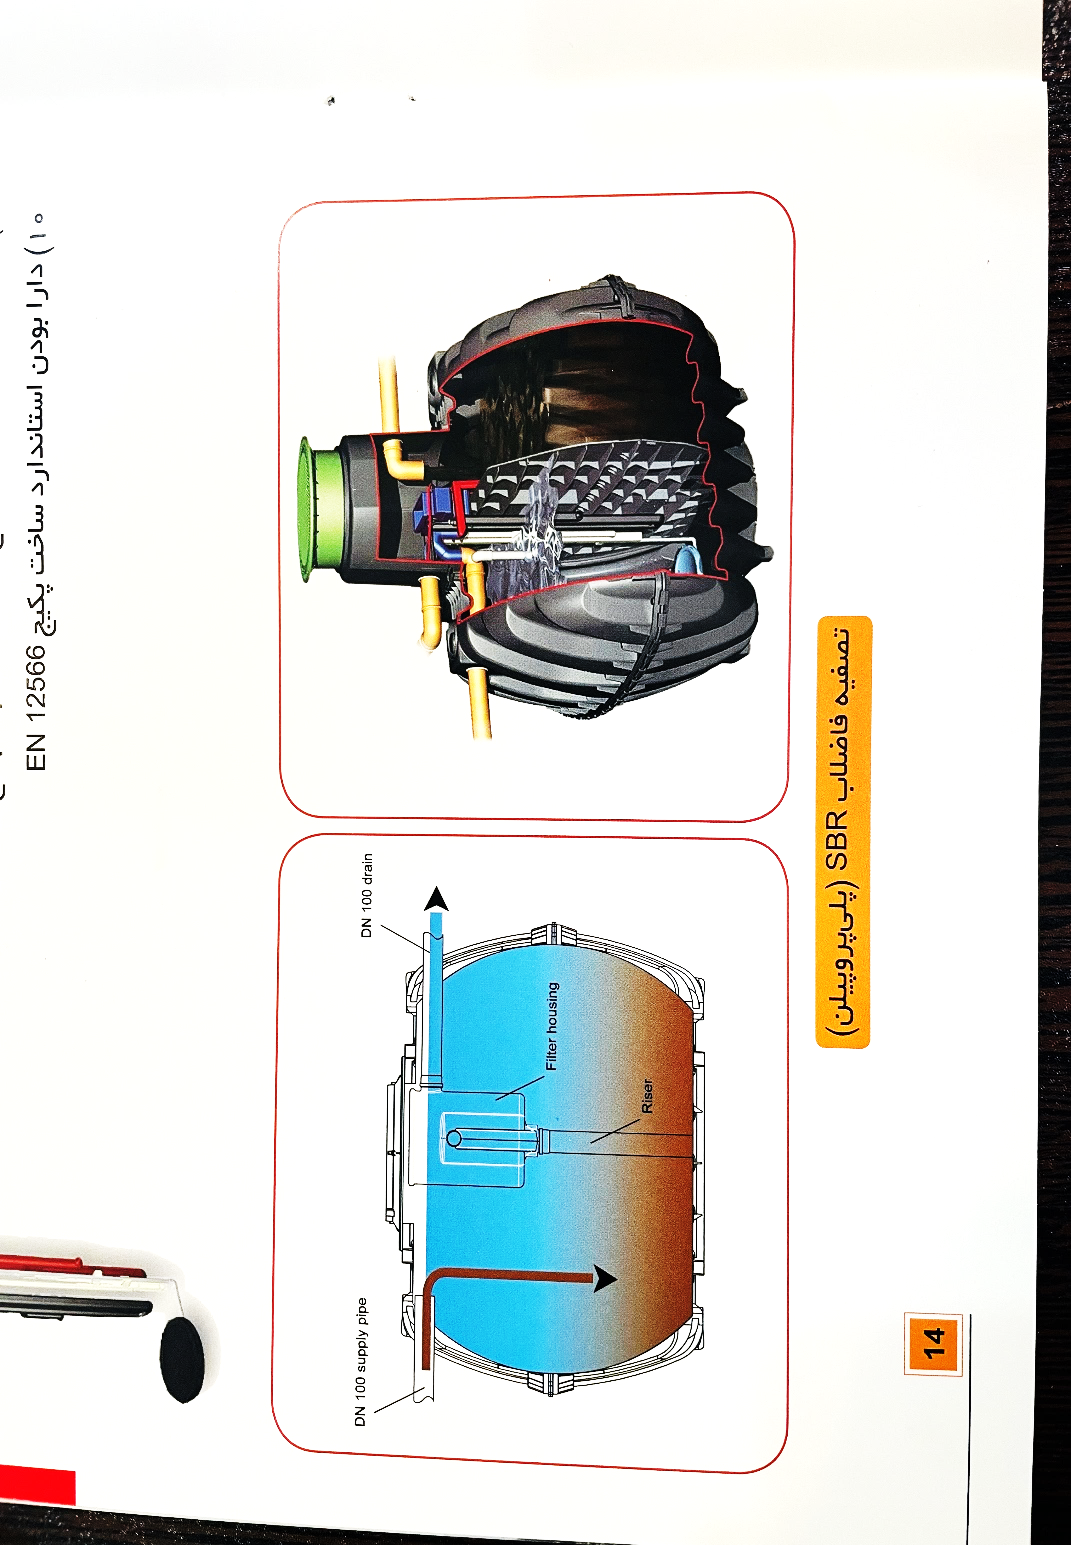 ۱۰) دارا بودن استاندارد ساخت پکیج EN 12566
DN 100 supply pipe
DN 100 drain
Filter housing
Riser
تصفیه فاضلاب SBR (پلی‌پروپیلن)
14